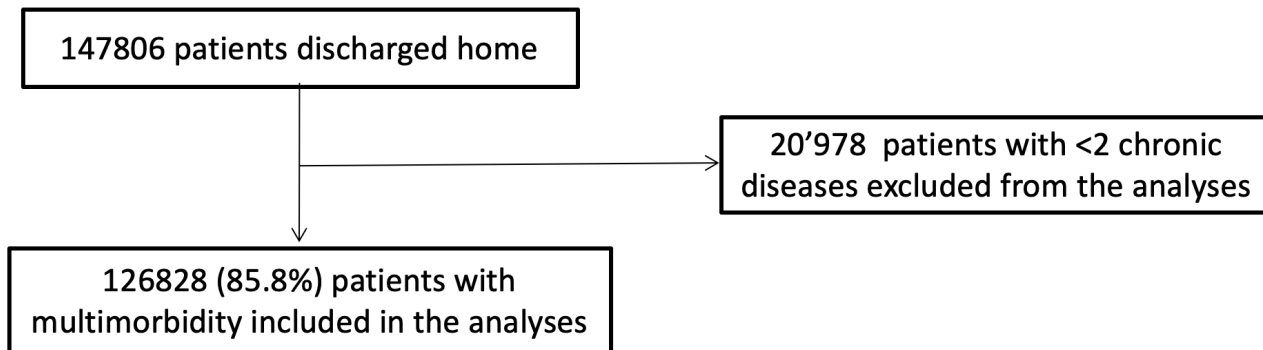 147806 patients discharged home
20’978 patients with <2 chronic
diseases excluded from the analyses
126828 (85.8%) patients with
multimorbidity included in the analyses